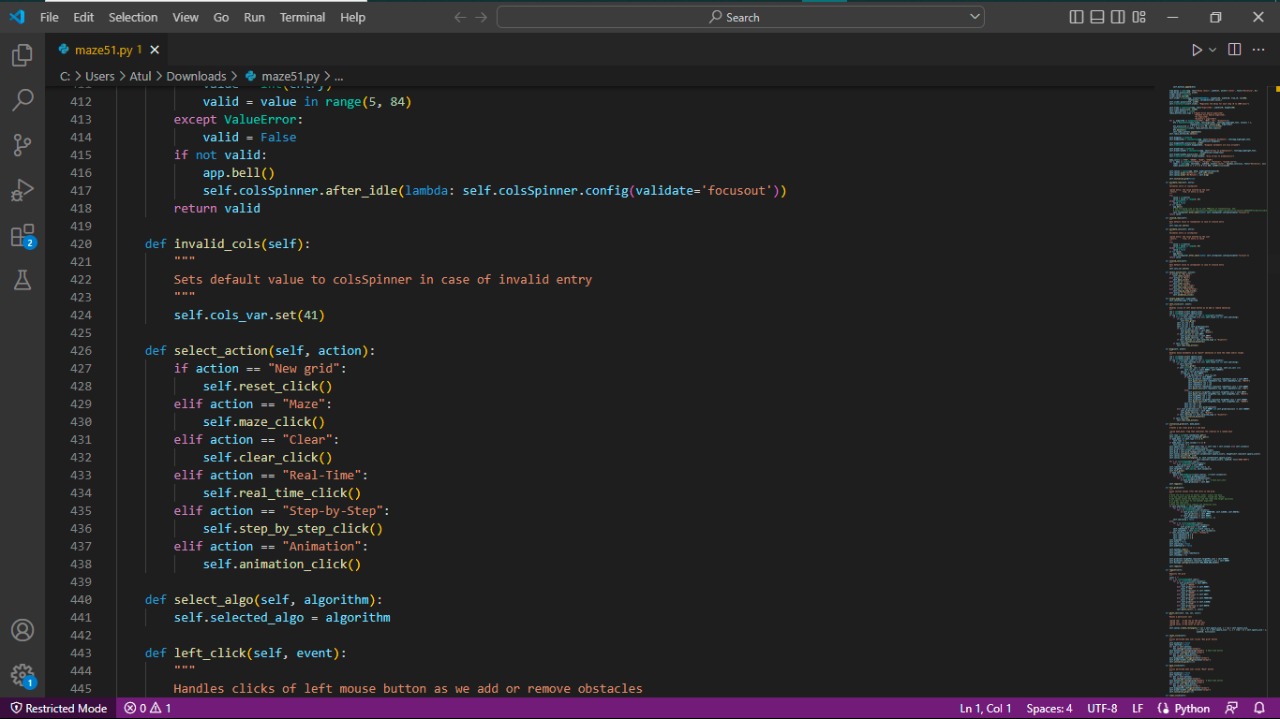 File Edit Selection View Go Run Terminal Help
Search
maze51.py 1
C: > Users > Atul > Downloads > maze51.py > ...
412 valid = value in range(5, 84)
413 except ValueError:
414 valid = False
415 if not valid:
416 app.bell()
417 self.colsSpinner.after_idle(lambda: self.colsSpinner.config(validate='focusout'))
418 return valid
419
420 def invalid_cols(self):
421 """
422 Sets default value to colsSpinner in case of invalid entry
423 """
424 self.cols_var.set(41)
425
426 def select_action(self, action):
427 if action == "New grid":
428 self.reset_click()
429 elif action == "Maze":
430 self.maze_click()
431 elif action == "Clear":
432 self.clear_click()
433 elif action == "Real-Time":
434 self.real_time_click()
435 elif action == "Step-by-Step":
436 self.step_by_step_click()
437 elif action == "Animation":
438 self.animation_click()
439
440 def select_algo(self, algorithm):
441 self.selected_algo = algorithm
442
443 def left_click(self, event):
444 """
445 Handles clicks of left mouse button as we add or remove obstacles
2
1
Restricted Mode 0 1 Ln 1, Col 1 Spaces: 4 UTF-8 LF Python